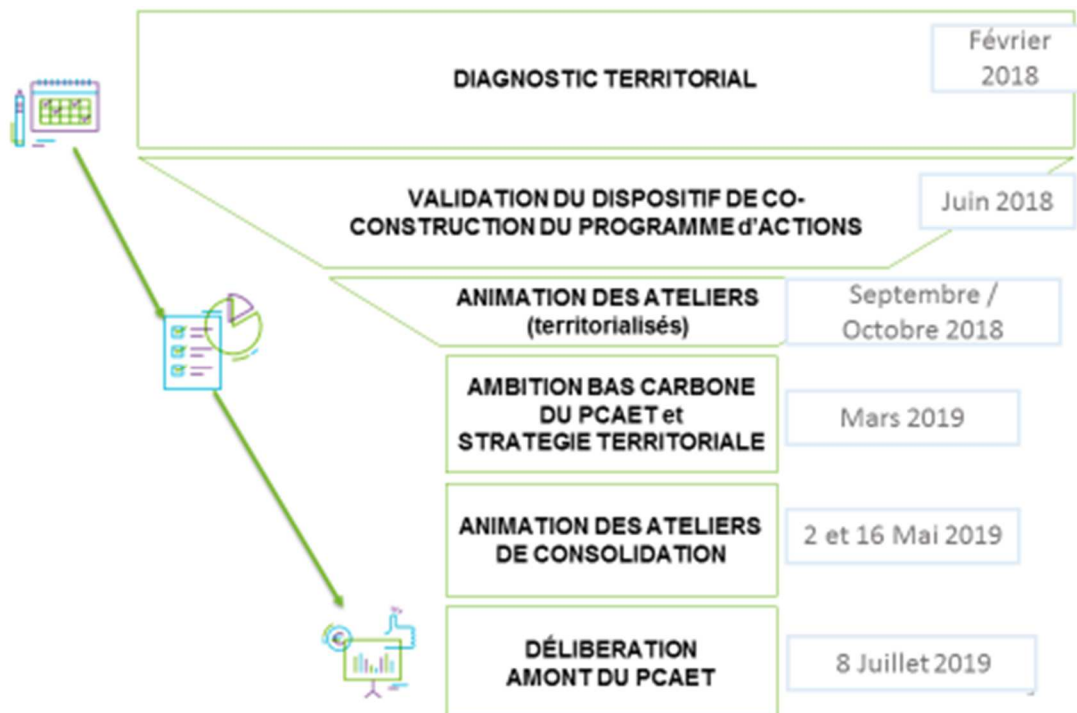 DIAGNOSTIC TERRITORIAL
Février
2018
VALIDATION DU DISPOSITIF DE CO-
CONSTRUCTION DU PROGRAMME d'ACTIONS
Juin 2018
ANIMATION DES ATELIERS
(territorialisés)
Septembre /
Octobre 2018
AMBITION BAS CARBONE
DU PCAET et
STRATEGIE TERRITORIALE
Mars 2019
ANIMATION DES ATELIERS
DE CONSOLIDATION
2 et 16 Mai 2019
DÉLIBERATION
AMONT DU PCAET
8 Juillet 2019